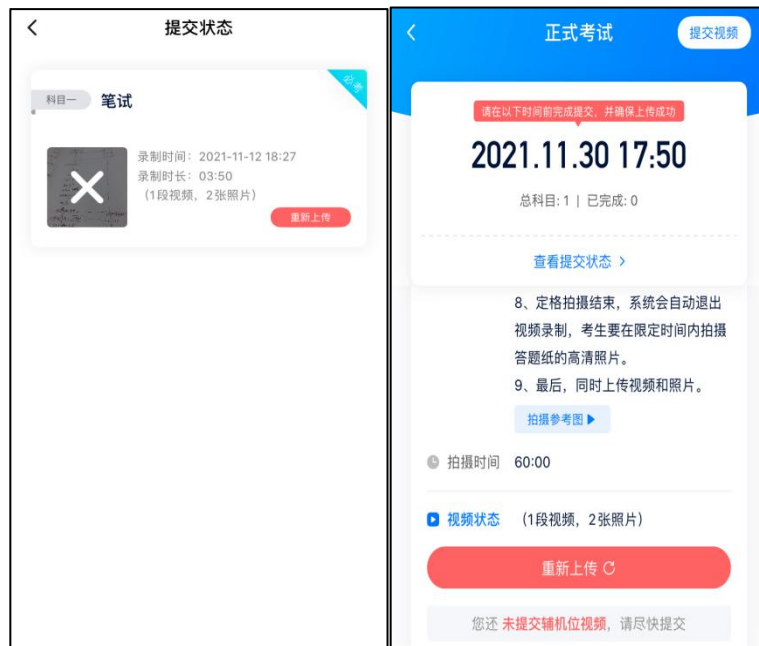 提交状态
必考
科目一 笔试
录制时间：2021-11-12 18:27
录制时长：03:50
（1段视频，2张照片）
重新上传
正式考试
提交视频
请在以下时间前完成提交，并确保上传成功
2021.11.30 17:50
总科目: 1 | 已完成: 0
查看提交状态
8、定格拍摄结束，系统会自动退出
视频录制，考生要在限定时间内拍摄
答题纸的高清照片。
9、最后，同时上传视频和照片。
拍摄参考图
拍摄时间 60:00
视频状态 （1段视频，2张照片）
重新上传
您还 未提交辅机位视频，请尽快提交